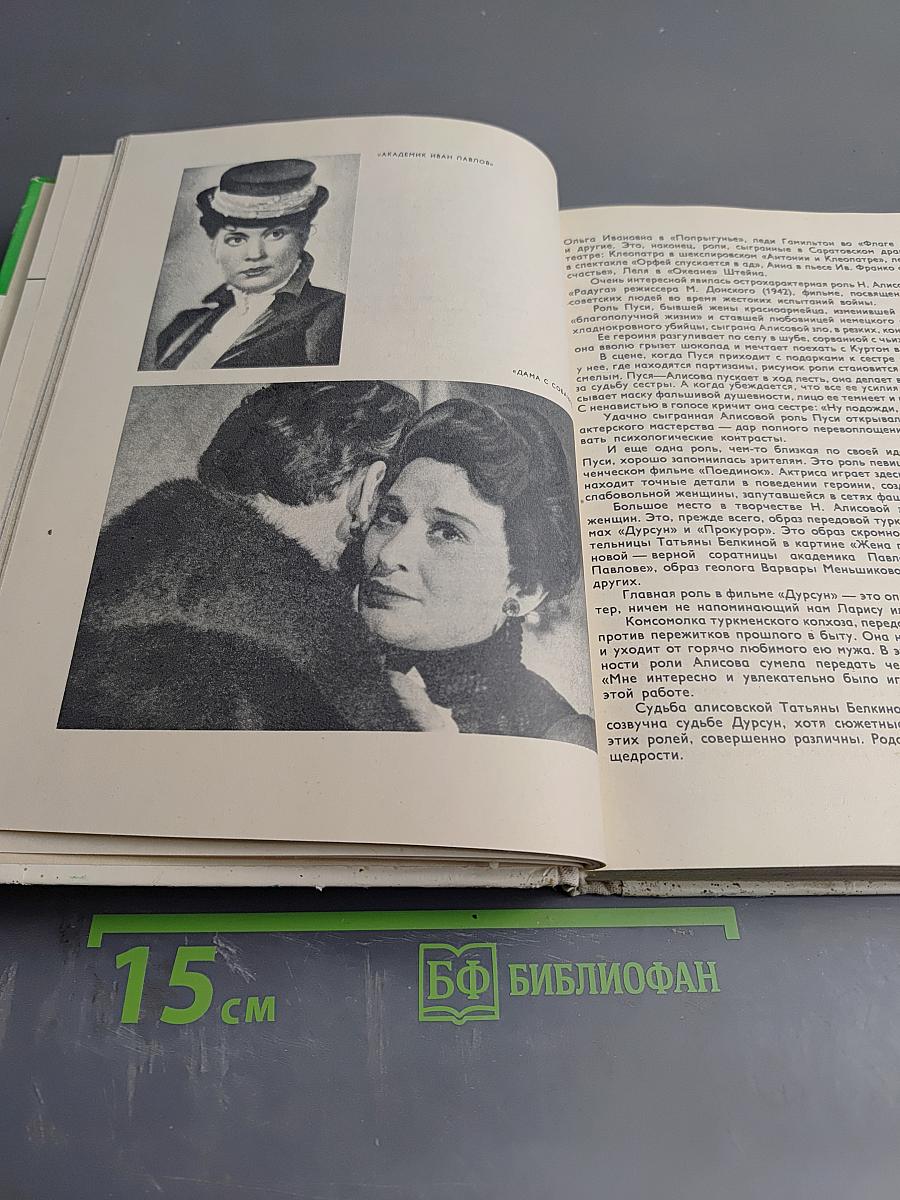 «АКАДЕМИК ИВАН ПАВЛОВ»
«ДАМА С СОБАЧ
Ольга Ивановна в «Попрыгунье», леди Гамильтон во «Флаге
и другие. Это, наконец, роли, сыгранные в Саратовском дра
театре: Клеопатра в шекспировском «Антонии и Клеопатре», ле
в спектакле «Орфей спускается в ад», Анна в пьесе Ив. Франко
счастье», Леля в «Океане» Штейна.
Очень интересной явилась острохарактерная роль Н. Алисо
«Радуга» режиссера М. Донского (1942), фильме, посвящен
советских людей во время жестоких испытаний войны.
Роль Пуси, бывшей жены красноармейца, изменившей
«благополучной жизни» и ставшей любовницей немецкого
хладнокровного убийцы, сыграна Алисовой зло, в резких, кон
Ее героиня разгуливает по селу в шубе, сорванной с чьих
она вволю грызет шоколад и мечтает поехать с Куртом в
В сцене, когда Пуся приходит с подарками к сестре
у нее, где находятся партизаны, рисунок роли становится
смелым. Пуся—Алисова пускает в ход лесть, она делает в
за судьбу сестры. А когда убеждается, что все ее усилия
сывает маску фальшивой душевности, лицо ее темнеет и
С ненавистью в голосе кричит она сестре: «Ну подожди,
Удачно сыгранная Алисовой роль Пуси открывал
актерского мастерства — дар полного перевоплощени
вать психологические контрасты.
И еще одна роль, чем-то близкая по своей ид
Пуси, хорошо запомнилась зрителям. Это роль певиц
ченческом фильме «Поединок». Актриса играет здес
находит точные детали в поведении героини, созд
слабовольной женщины, запутавшейся в сетях фаш
Большое место в творчестве Н. Алисовой з
женщин. Это, прежде всего, образ передовой турк
мах «Дурсун» и «Прокурор». Это образ скромно
тельницы Татьяны Белкиной в картине «Жена п
новой — верной соратницы академика Павл
Павлове», образ геолога Варвары Меньшиково
других.
Главная роль в фильме «Дурсун» — это оп
тер, ничем не напоминающий нам Ларису ил
Комсомолка туркменского колхоза, передо
против пережитков прошлого в быту. Она н
и уходит от горячо любимого ею мужа. В э
ности роли Алисова сумела передать че
«Мне интересно и увлекательно было иг
этой работе.
Судьба алисовской Татьяны Белкино
созвучна судьбе Дурсун, хотя сюжетны
этих ролей, совершенно различны. Родс
щедрости.
15 см
БФ БИБЛИОФАН